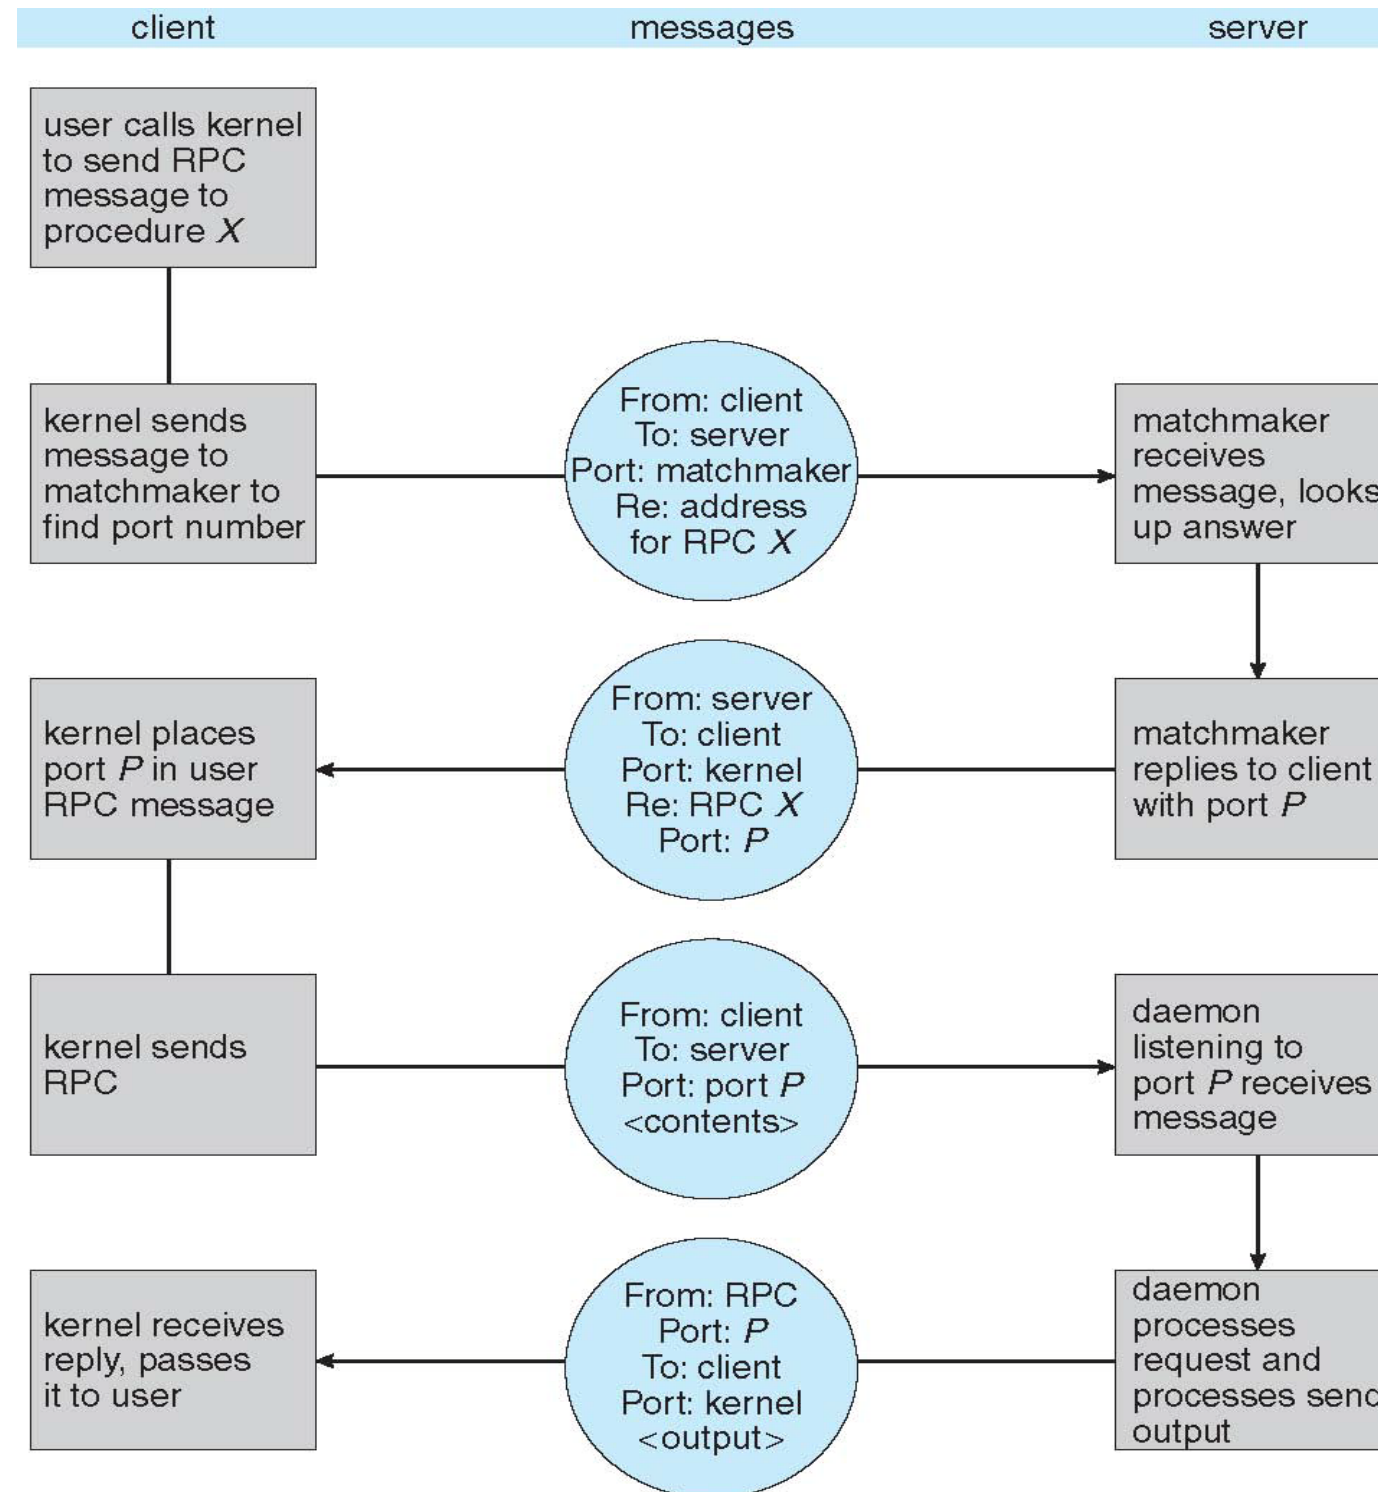 client
messages
server
user calls kernel
to send RPC
message to
procedure X
kernel sends
message to
matchmaker to
find port number
From: client
To: server
Port: matchmaker
Re: address
for RPC X
matchmaker
receives
message, looks
up answer
kernel places
port P in user
RPC message
From: server
To: client
Port: kernel
Re: RPC X
Port: P
matchmaker
replies to client
with port P
kernel sends
RPC
From: client
To: server
Port: port P
<contents>
daemon
listening to
port P receives
message
kernel receives
reply, passes
it to user
From: RPC
Port: P
To: client
Port: kernel
<output>
daemon
processes
request and
processes send
output